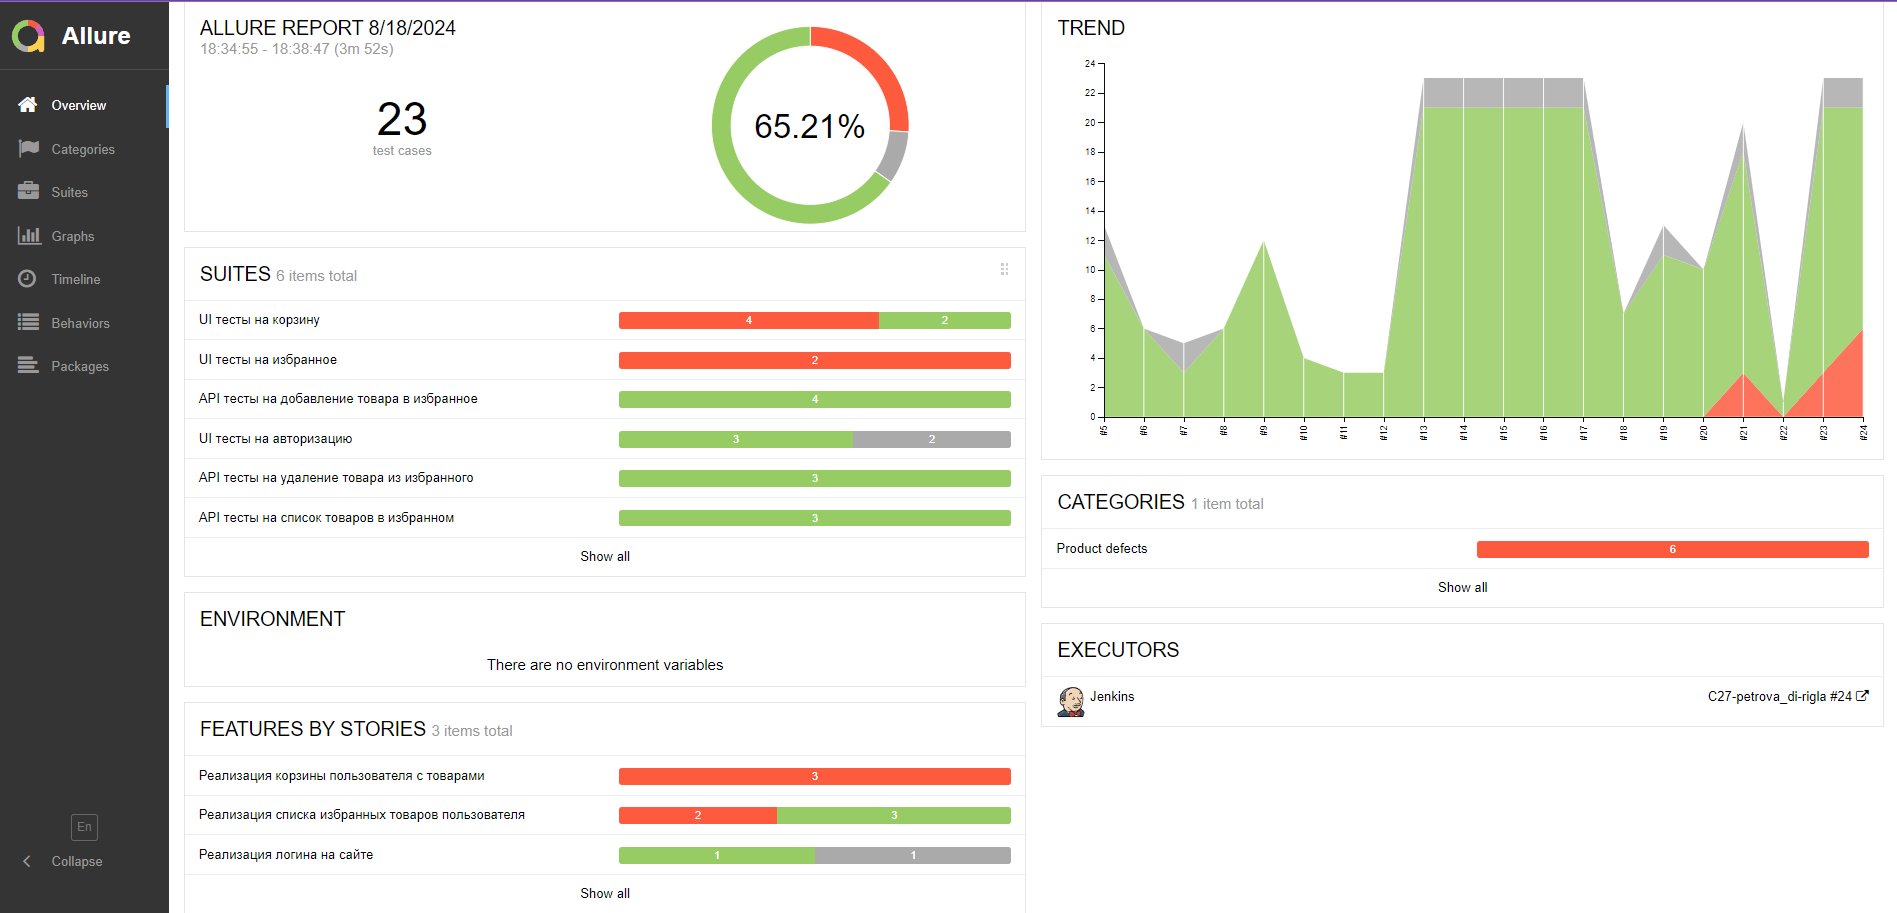 Allure
Overview
Categories
Suites
Graphs
Timeline
Behaviors
Packages
En
Collapse
ALLURE REPORT 8/18/2024
18:34:55 - 18:38:47 (3m 52s)
23
test cases
65.21%
SUITES 6 items total
UI тесты на корзину 4 2
UI тесты на избранное 2
API тесты на добавление товара в избранное 4
UI тесты на авторизацию 3 2
API тесты на удаление товара из избранного 3
API тесты на список товаров в избранном 3
Show all
ENVIRONMENT
There are no environment variables
FEATURES BY STORIES 3 items total
Реализация корзины пользователя с товарами 3
Реализация списка избранных товаров пользователя 2 3
Реализация логина на сайте 1 1
Show all
TREND
24
22
20
18
16
14
12
10
8
6
4
2
0
#5 #6 #7 #8 #9 #10 #11 #12 #13 #14 #15 #16 #17 #18 #19 #20 #21 #22 #23 #24
CATEGORIES 1 item total
Product defects 6
Show all
EXECUTORS
Jenkins C27-petrova_di-rigla #24